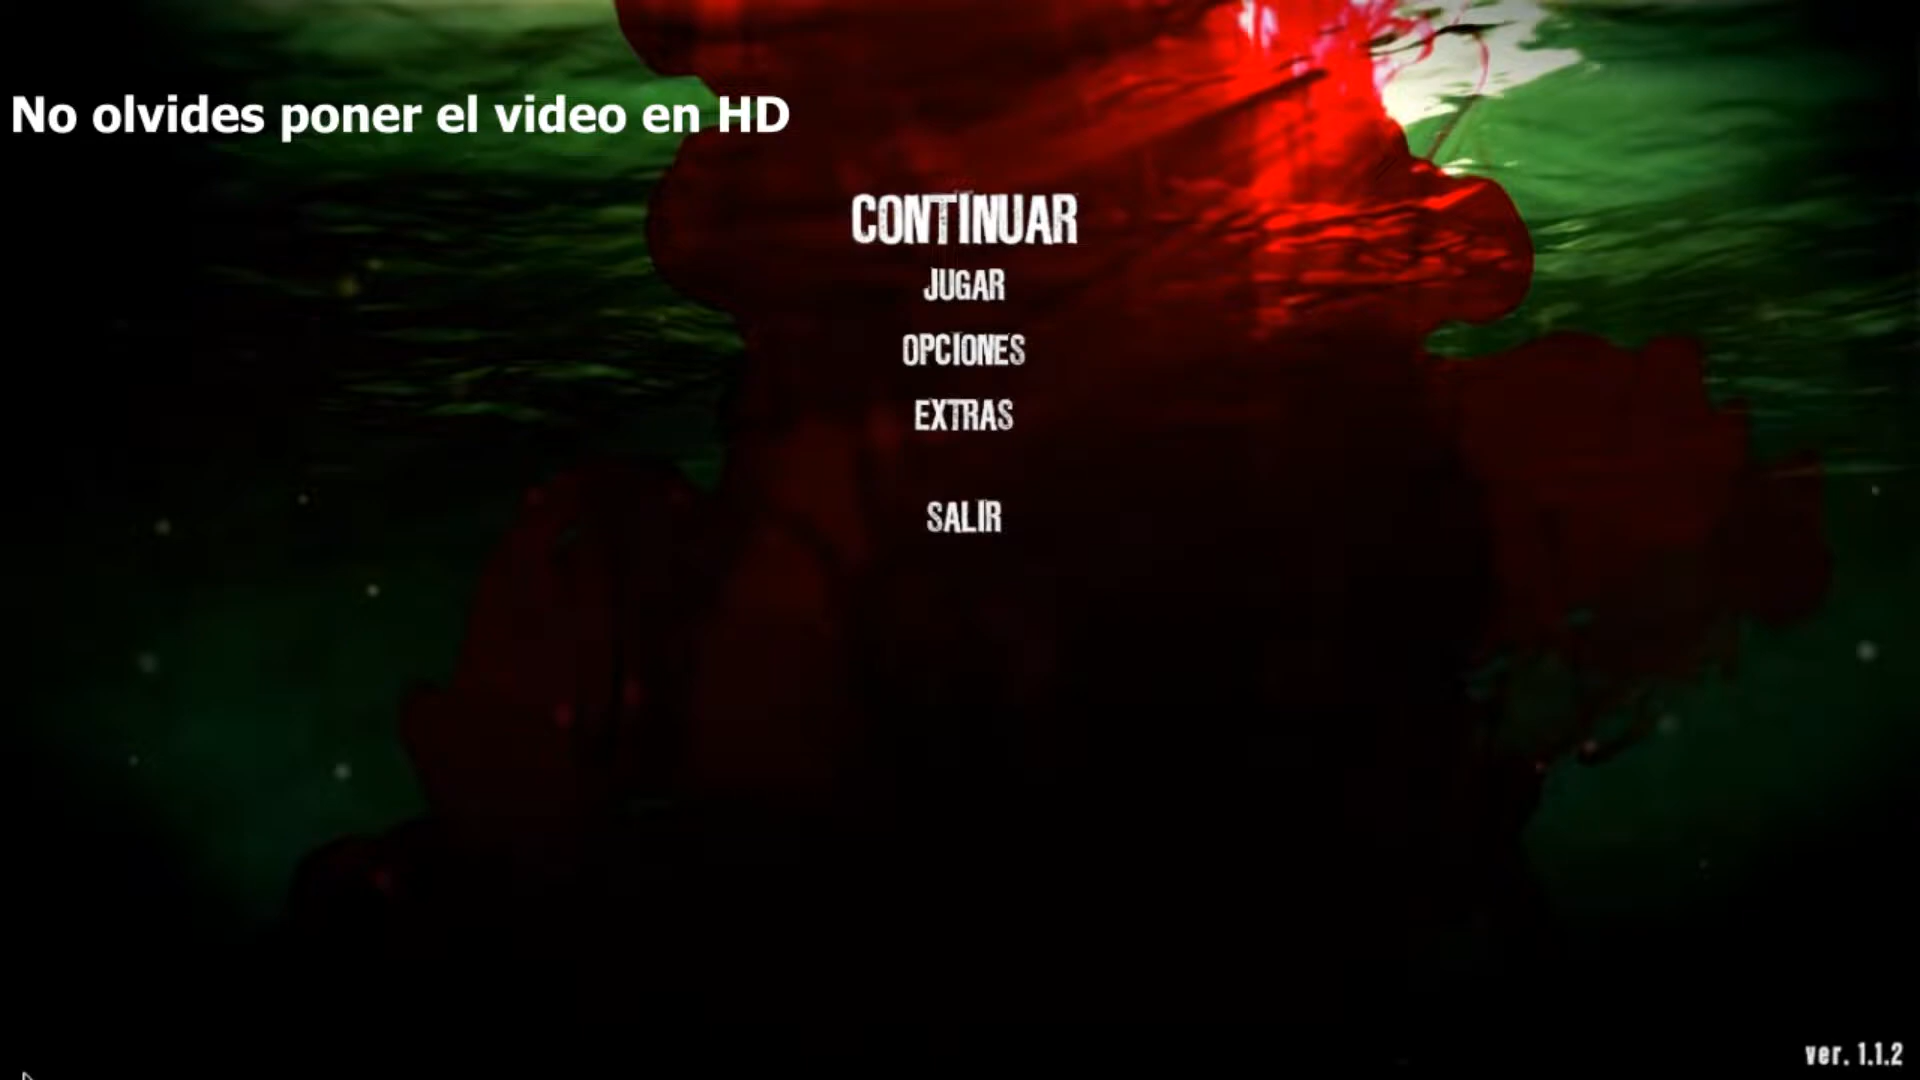 No olvides poner el video en HD
CONTINUAR
JUGAR
OPCIONES
EXTRAS
SALIR
ver. 1.1.2